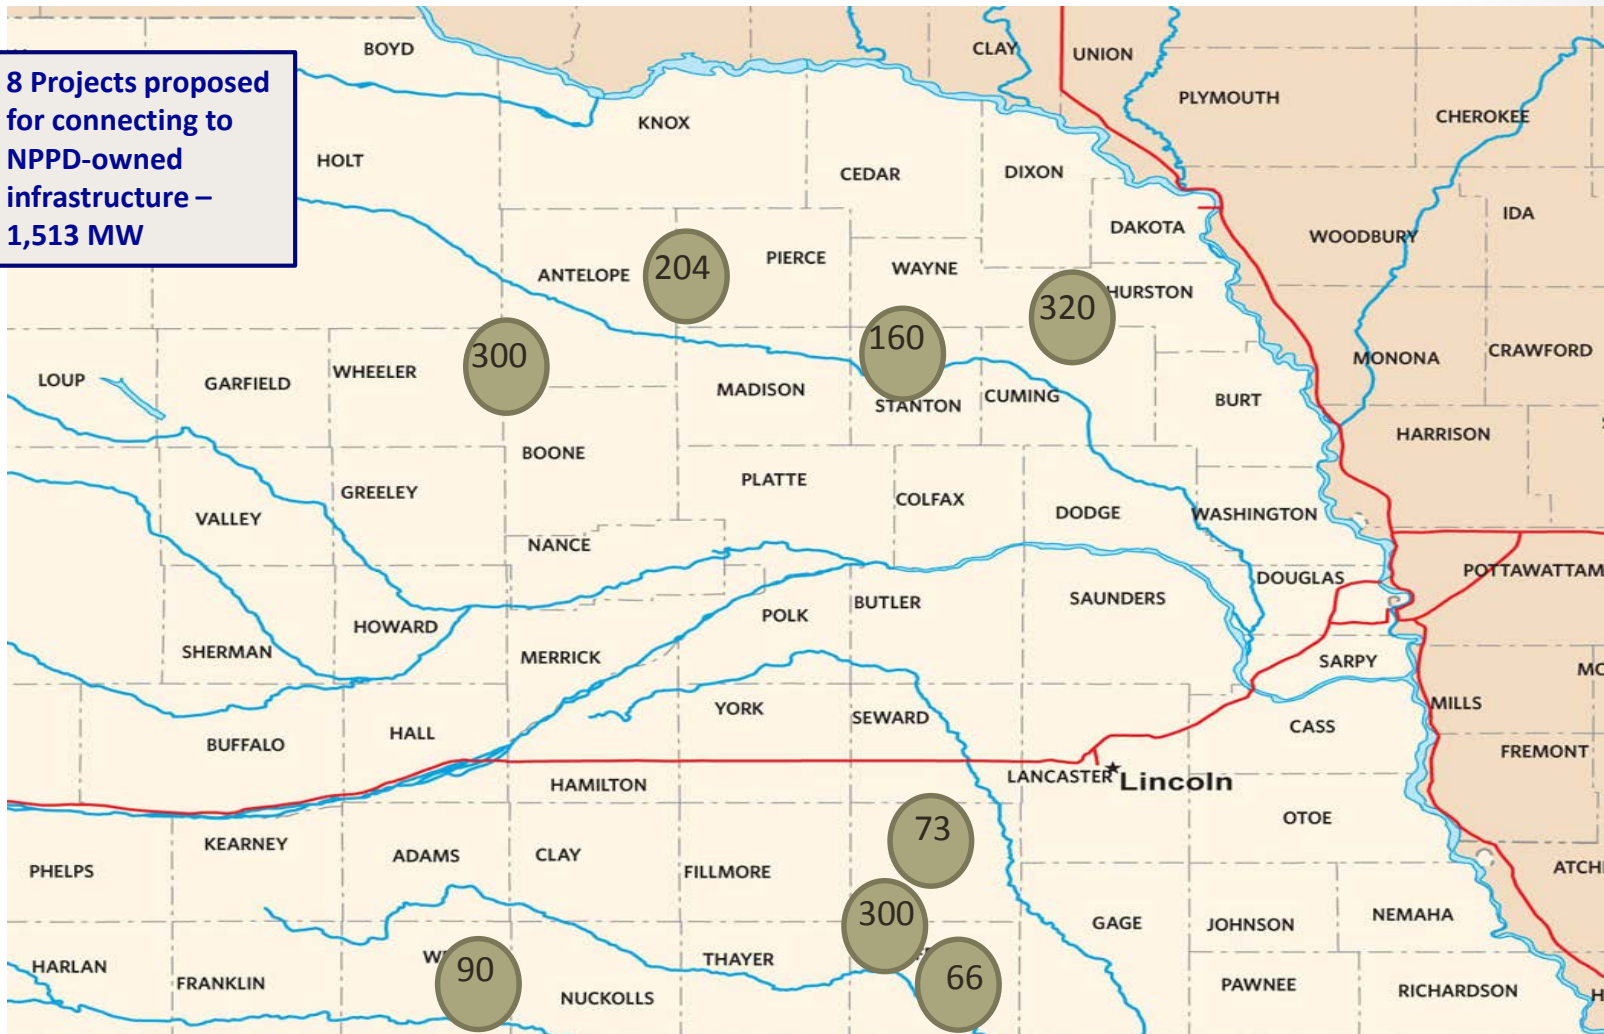 8 Projects proposed
for connecting to
NPPD-owned
infrastructure –
1,513 MW
BOYD
CLAY
UNION
PLYMOUTH
CHEROKEE
KNOX
HOLT
CEDAR
DIXON
DAKOTA
WOODBURY
IDA
ANTELOPE
204
PIERCE
WAYNE
320
HURSTON
300
160
LOUP
GARFIELD
WHEELER
MADISON
STANTON
CUMING
BURT
MONONA
CRAWFORD
HARRISON
BOONE
GREELEY
VALLEY
PLATTE
COLFAX
DODGE
WASHINGTON
NANCE
DOUGLAS
POTTAWATTAM
HOWARD
SHERMAN
MERRICK
POLK
BUTLER
SAUNDERS
SARPY
MILLS
BUFFALO
HALL
YORK
SEWARD
CASS
FREMONT
HAMILTON
LANCASTER
Lincoln
OTOE
KEARNEY
PHELPS
ADAMS
CLAY
FILLMORE
73
ATCH
300
GAGE
JOHNSON
NEMAHA
HARLAN
FRANKLIN
W
90
NUCKOLLS
THAYER
66
PAWNEE
RICHARDSON
H